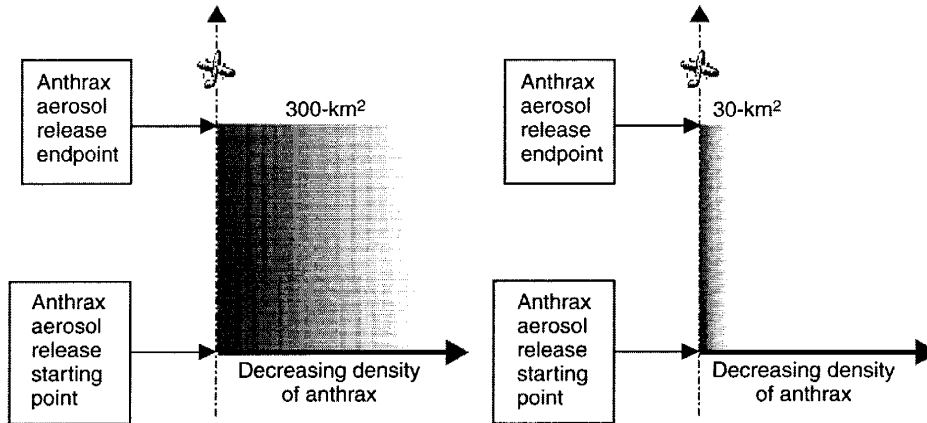 Anthrax
aerosol
release
endpoint
300-km²
Anthrax
aerosol
release
starting
point
Decreasing density
of anthrax
Anthrax
aerosol
release
endpoint
30-km²
Anthrax
aerosol
release
starting
point
Decreasing density
of anthrax